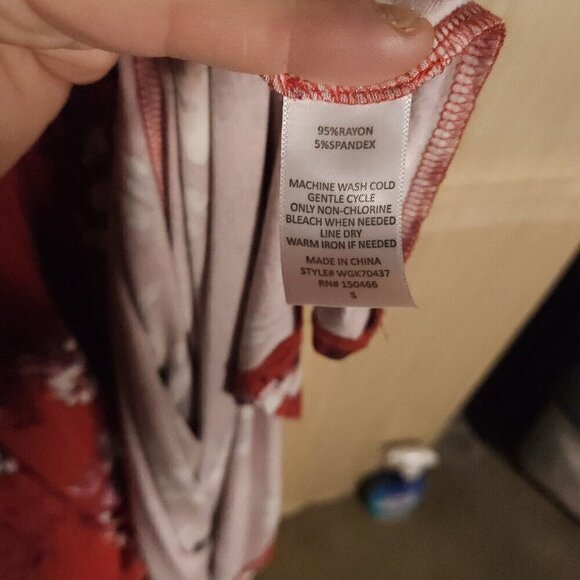 95%RAYON
5%SPANDEX
MACHINE WASH COLD
GENTLE CYCLE
ONLY NON-CHLORINE
BLEACH WHEN NEEDED
LINE DRY
WARM IRON IF NEEDED
MADE IN CHINA
STYLE# WGK70437
RN# 150466
S